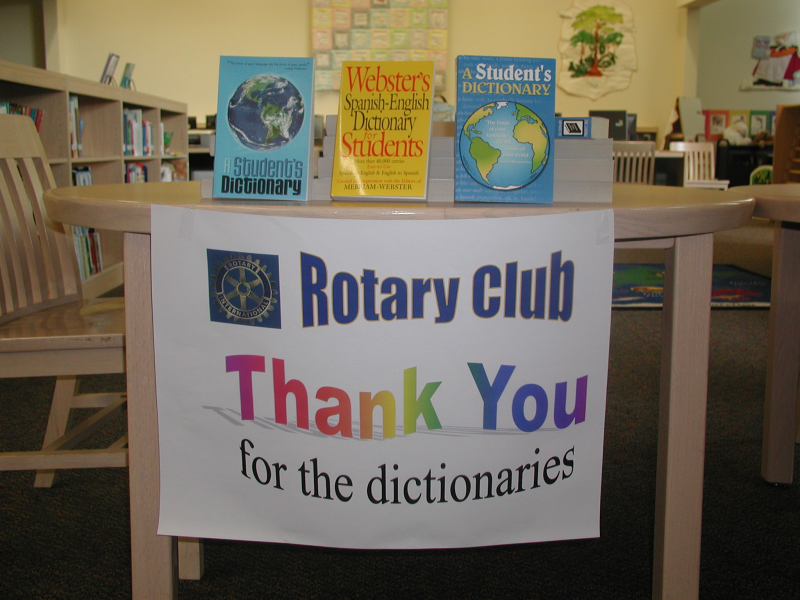 Student's
Dictionary
Webster's
Spanish-English
Dictionary
for
Students
MERRIAM-WEBSTER
A Student's
DICTIONARY
ROTARY
INTERNATIONAL
Rotary Club
Thank You
for the dictionaries